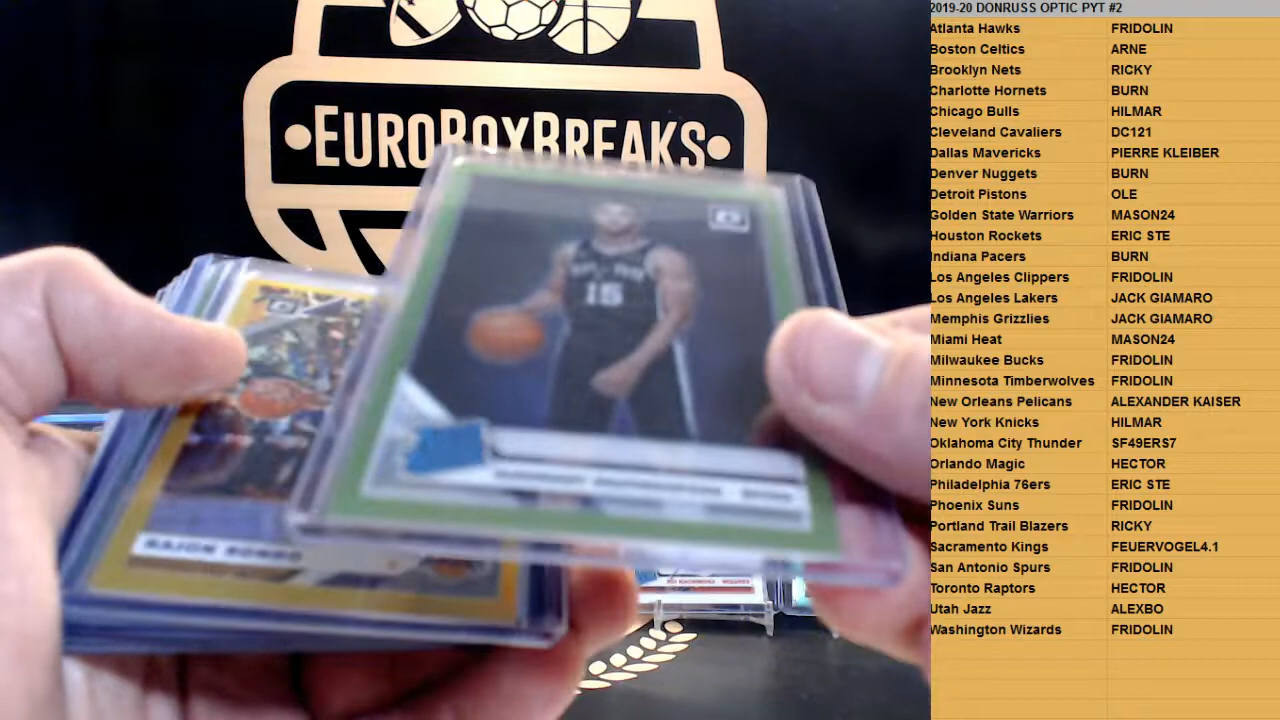 EUROBOXBREAKS
15
RAJON RONDO
2019-20 DONRUSS OPTIC PYT #2
Atlanta Hawks FRIDOLIN
Boston Celtics ARNE
Brooklyn Nets RICKY
Charlotte Hornets BURN
Chicago Bulls HILMAR
Cleveland Cavaliers DC121
Dallas Mavericks PIERRE KLEIBER
Denver Nuggets BURN
Detroit Pistons OLE
Golden State Warriors MASON24
Houston Rockets ERIC STE
Indiana Pacers BURN
Los Angeles Clippers FRIDOLIN
Los Angeles Lakers JACK GIAMARO
Memphis Grizzlies JACK GIAMARO
Miami Heat MASON24
Milwaukee Bucks FRIDOLIN
Minnesota Timberwolves FRIDOLIN
New Orleans Pelicans ALEXANDER KAISER
New York Knicks HILMAR
Oklahoma City Thunder SF49ERS7
Orlando Magic HECTOR
Philadelphia 76ers ERIC STE
Phoenix Suns FRIDOLIN
Portland Trail Blazers RICKY
Sacramento Kings FEUERVOGEL4.1
San Antonio Spurs FRIDOLIN
Toronto Raptors HECTOR
Utah Jazz ALEXBO
Washington Wizards FRIDOLIN